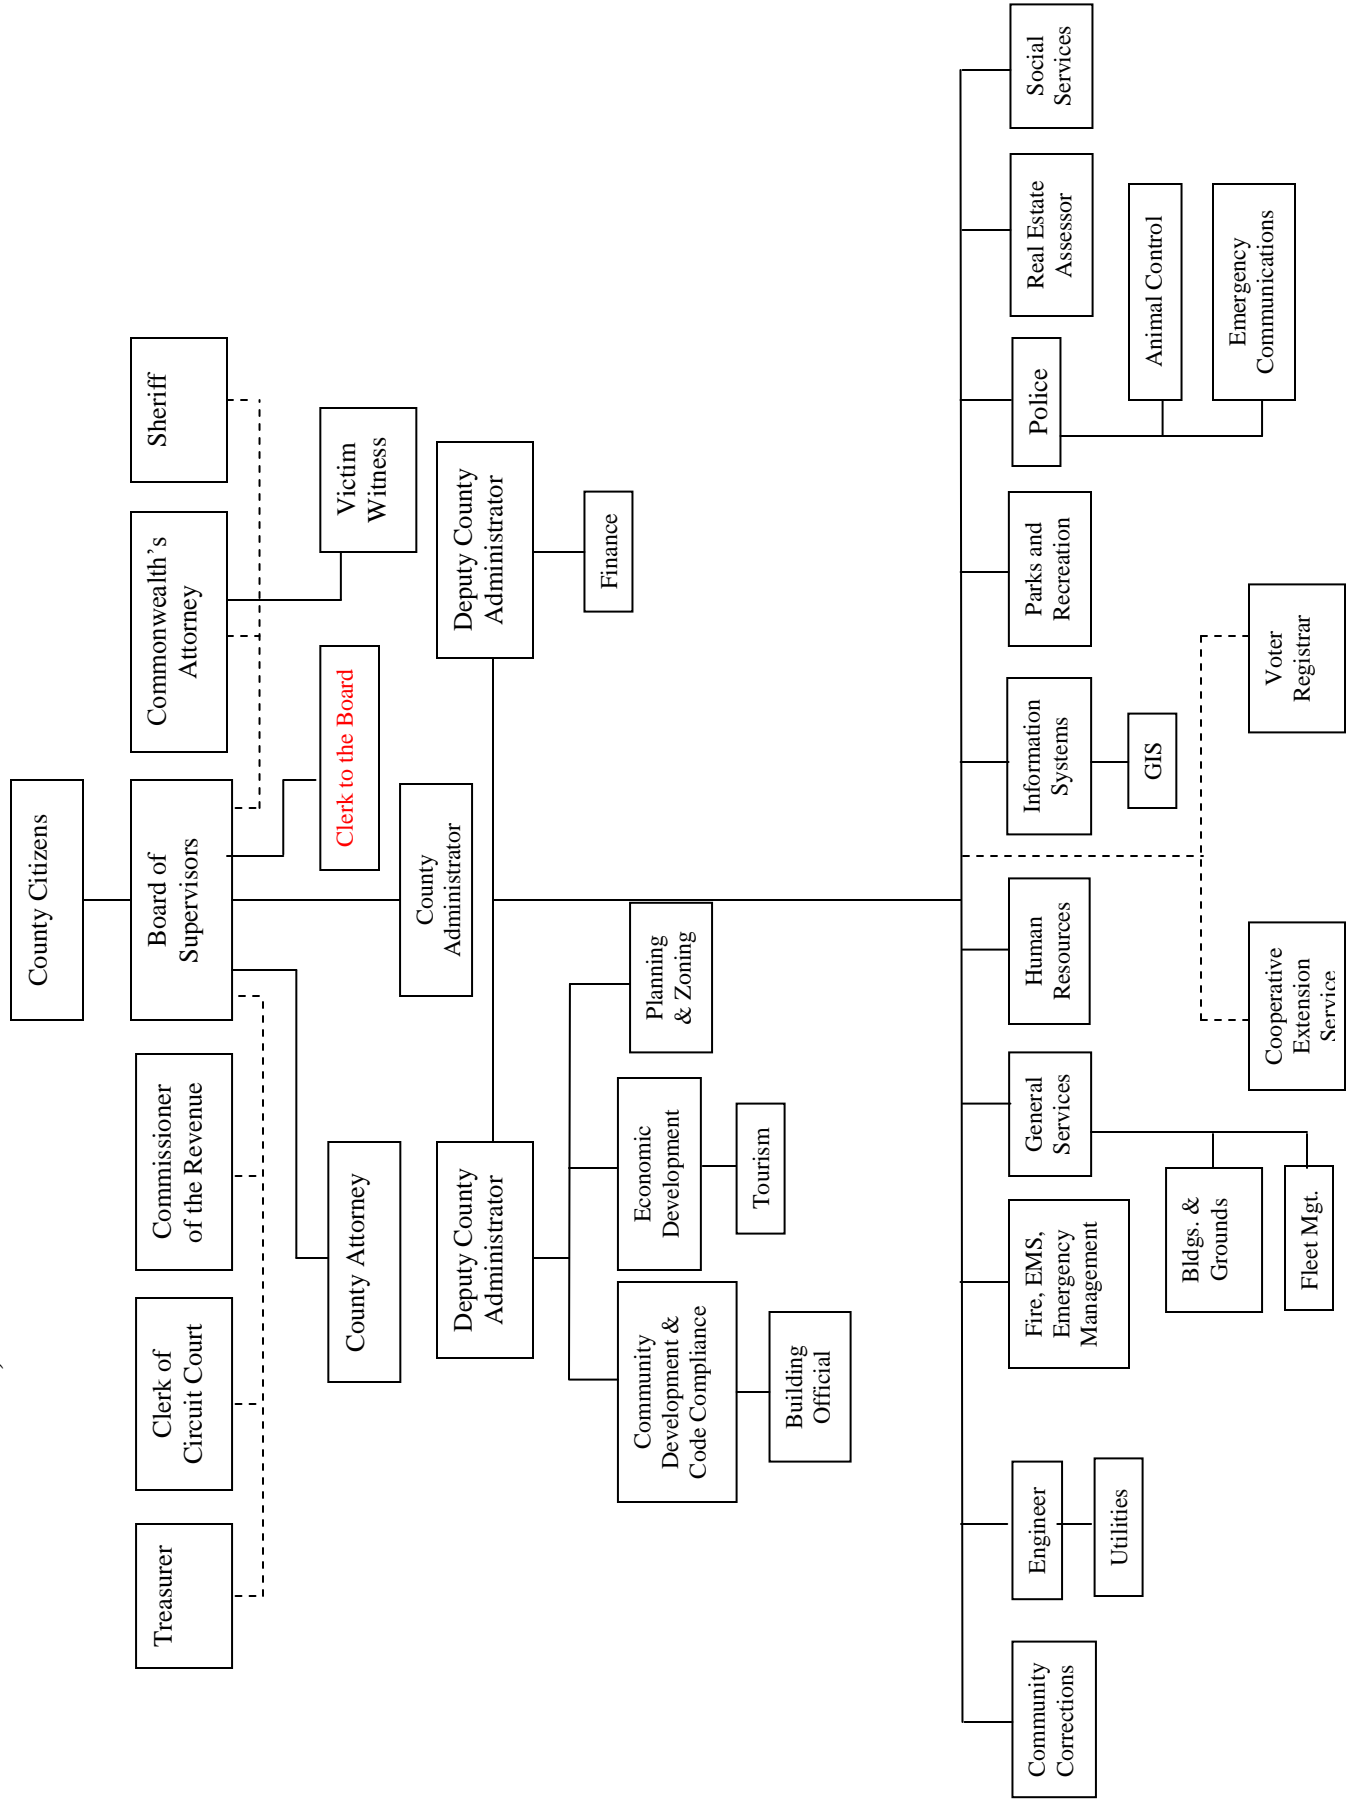 County Citizens
Treasurer
Clerk of
Circuit Court
Commissioner
of the Revenue
Board of
Supervisors
Commonwealth’s
Attorney
Sheriff
County Attorney
Clerk to the Board
Victim
Witness
County
Administrator
Deputy County
Administrator
Deputy County
Administrator
Finance
Community
Development &
Code Compliance
Economic
Development
Planning
& Zoning
Building
Official
Tourism
Community
Corrections
Engineer
Fire, EMS,
Emergency
Management
General
Services
Human
Resources
Information
Systems
Parks and
Recreation
Police
Real Estate
Assessor
Social
Services
Utilities
Bldgs. &
Grounds
Fleet Mgt.
GIS
Animal Control
Emergency
Communications
Cooperative
Extension
Service
Voter
Registrar